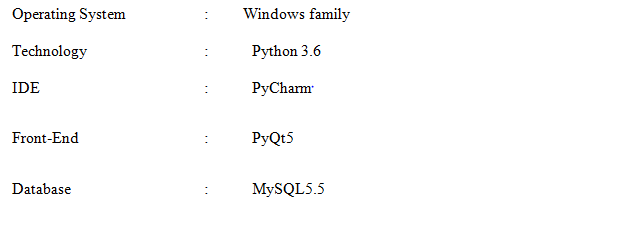 Operating System : Windows family
Technology : Python 3.6
IDE : PyCharm
Front-End : PyQt5
Database : MySQL5.5